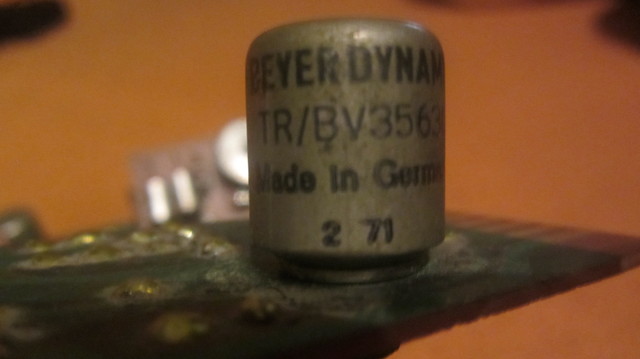 BEYER DYNAM
TR/BV3563
Made in Germ
2 71